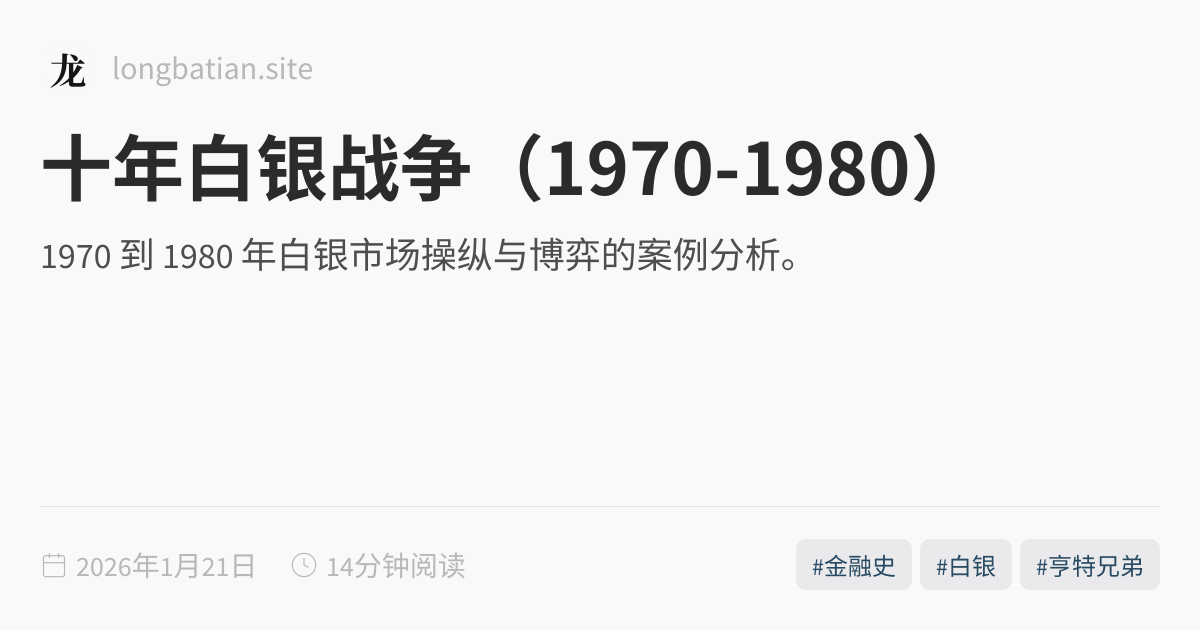 龙 longbatian.site
十年白银战争（1970-1980）
1970 到 1980 年白银市场操纵与博弈的案例分析。
2026年1月21日 14分钟阅读 #金融史 #白银 #亨特兄弟